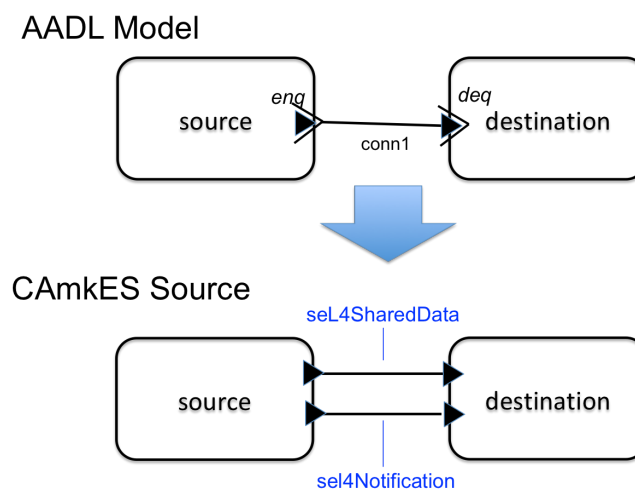 AADL Model
enq
deq
source
destination
conn1
CAmkES Source
seL4SharedData
source
destination
sel4Notification